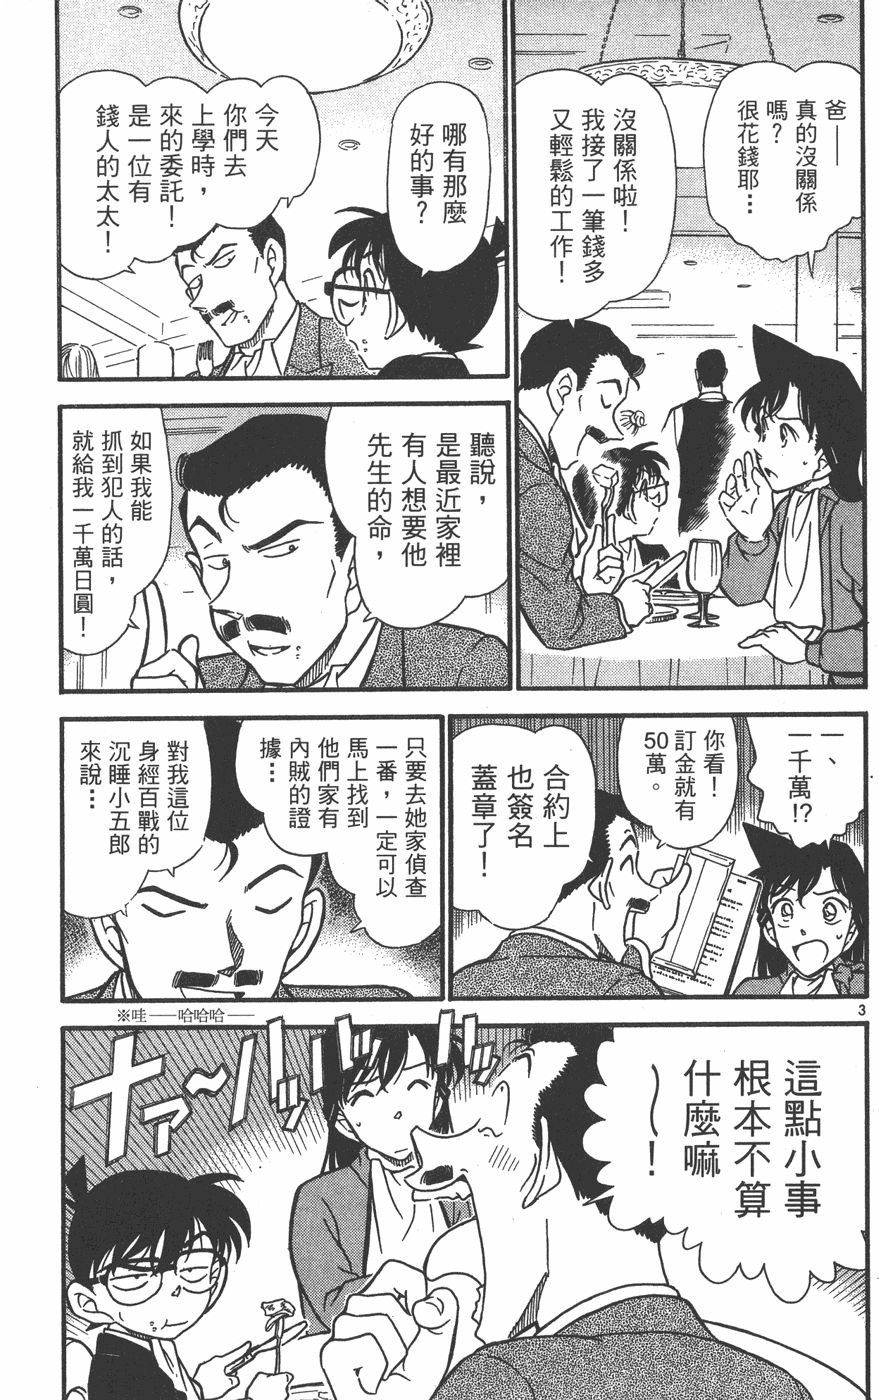 爸——
真的沒關係
嗎？
很花錢耶…
沒關係啦！
我接了一筆錢多
又輕鬆的工作！
哪有那麼
好的事？
今天
你們去
上學時，
來的委託！
是一位有
錢人的太太！
聽說，
是最近家裡
有人想要他
先生的命，
如果我能
抓到犯人的話，
就給我一千萬日圓！
一、
一千萬!?
你看！
訂金就有
50萬。
合約上
也簽名
蓋章了！
只要去她家偵查
一番，一定可以
馬上找到
他們家有
內賊的證
據…
對我這位
身經百戰的
沉睡小五郎
來說…
3
※哇——哈哈哈——
這點小事
根本不算
什麼嘛
～！
ナァ～ッハッハッハッ